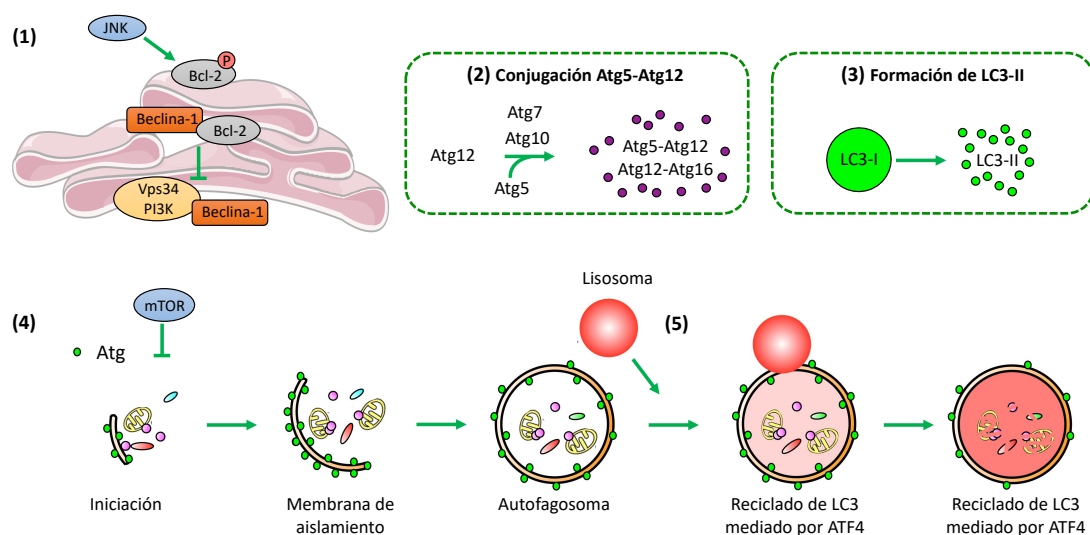 (1)
JNK
P
Bcl-2
Beclina-1
Bcl-2
Vps34
PI3K
Beclina-1
(2) Conjugación Atg5-Atg12
Atg7
Atg10
Atg12
Atg5
Atg5-Atg12
Atg12-Atg16
(3) Formación de LC3-II
LC3-I
LC3-II
(4)
mTOR
Atg
Lisosoma
(5)
Iniciación
Membrana de
aislamiento
Autofagosoma
Reciclado de LC3
mediado por ATF4
Reciclado de LC3
mediado por ATF4